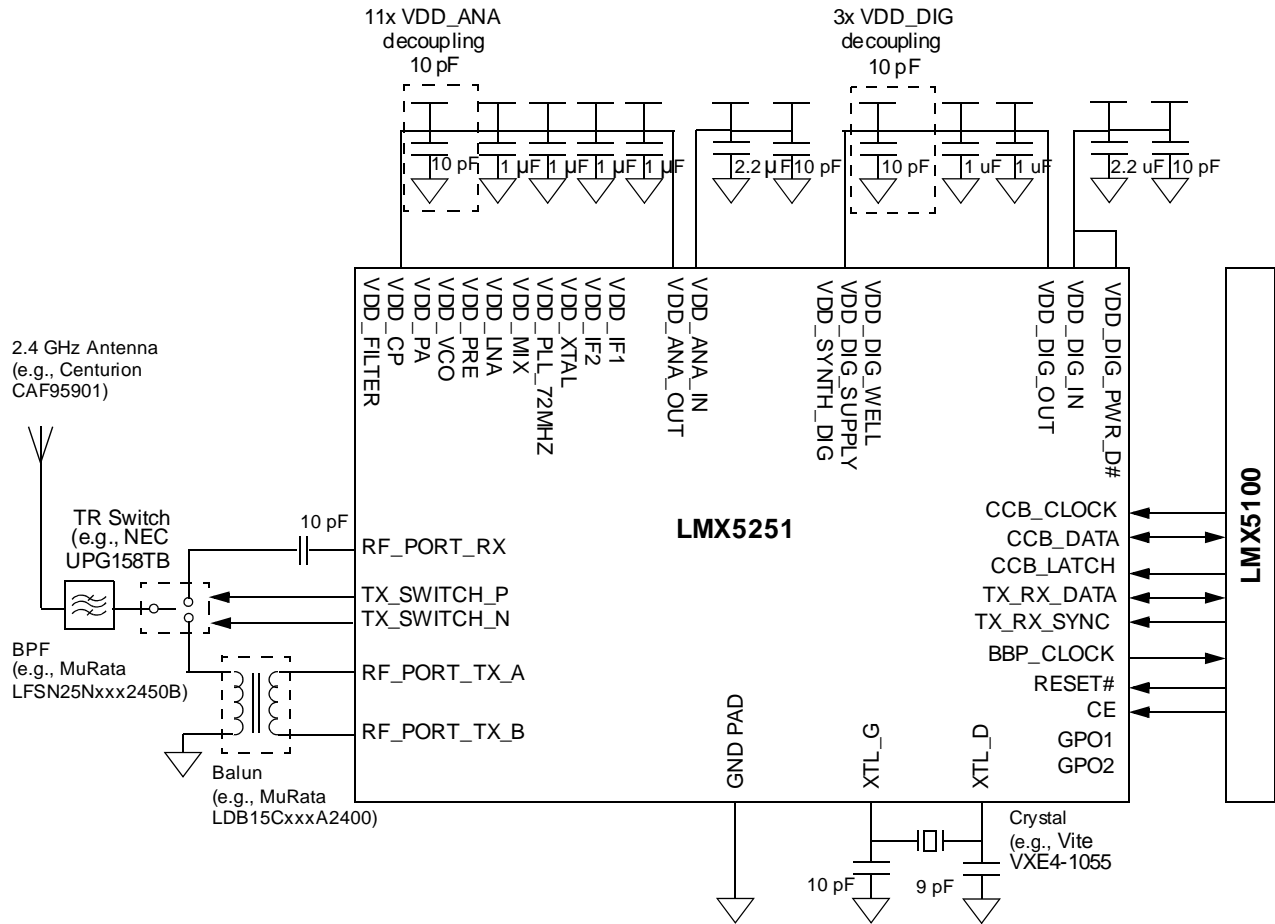 11x VDD_ANA
decoupling
10 pF
3x VDD_DIG
decoupling
10 pF
10 pF
1 µF
1 µF
1 µF
1 µF
2.2 µF
10 pF
10 pF
1 uF
1 uF
2.2 uF
10 pF
VDD_FILTER
VDD_CP
VDD_PA
VDD_VCO
VDD_PRE
VDD_LNA
VDD_MIX
VDD_PLL_72MHZ
VDD_XTAL
VDD_IF2
VDD_IF1
VDD_ANA_OUT
VDD_ANA_IN
VDD_SYNTH_DIG
VDD_DIG_SUPPLY
VDD_DIG_WELL
VDD_DIG_OUT
VDD_DIG_IN
VDD_DIG_PWR_D#
2.4 GHz Antenna
(e.g., Centurion
CAF95901)
TR Switch
(e.g., NEC
UPG158TB
10 pF
RF_PORT_RX
TX_SWITCH_P
TX_SWITCH_N
BPF
(e.g., MuRata
LFSN25Nxxx2450B)
RF_PORT_TX_A
RF_PORT_TX_B
Balun
(e.g., MuRata
LDB15CxxxA2400)
LMX5251
CCB_CLOCK
CCB_DATA
CCB_LATCH
TX_RX_DATA
TX_RX_SYNC
BBP_CLOCK
RESET#
CE
GPO1
GPO2
LMX5100
GND PAD
XTL_G
XTL_D
Crystal
(e.g., Vite
VXE4-1055
10 pF
9 pF